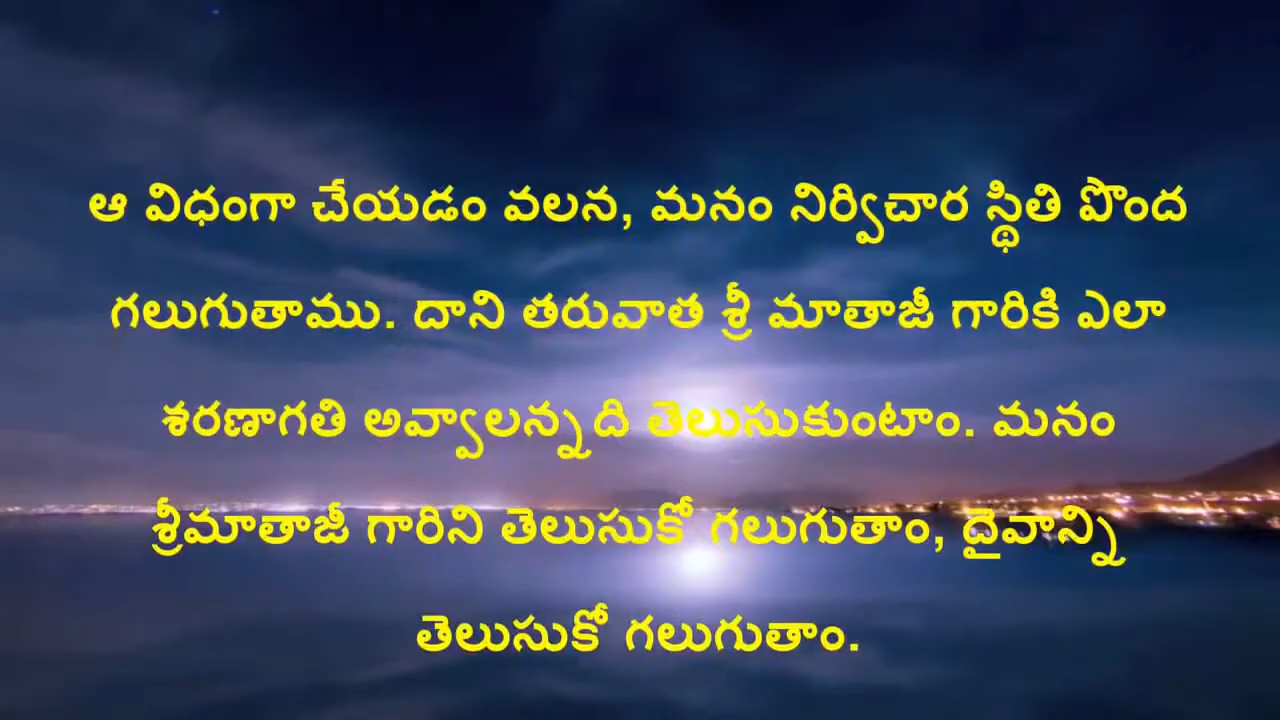 ఆ విధంగా చేయడం వలన, మనం నిర్విచార స్థితి పొంద
గలుగుతాము. దాని తరువాత శ్రీ మాతాజీ గారికి ఎలా
శరణాగతి అవ్వాలన్నది తెలుసుకుంటాం. మనం
శ్రీమాతాజీ గారిని తెలుసుకో గలుగుతాం, దైవాన్ని
తెలుసుకో గలుగుతాం.